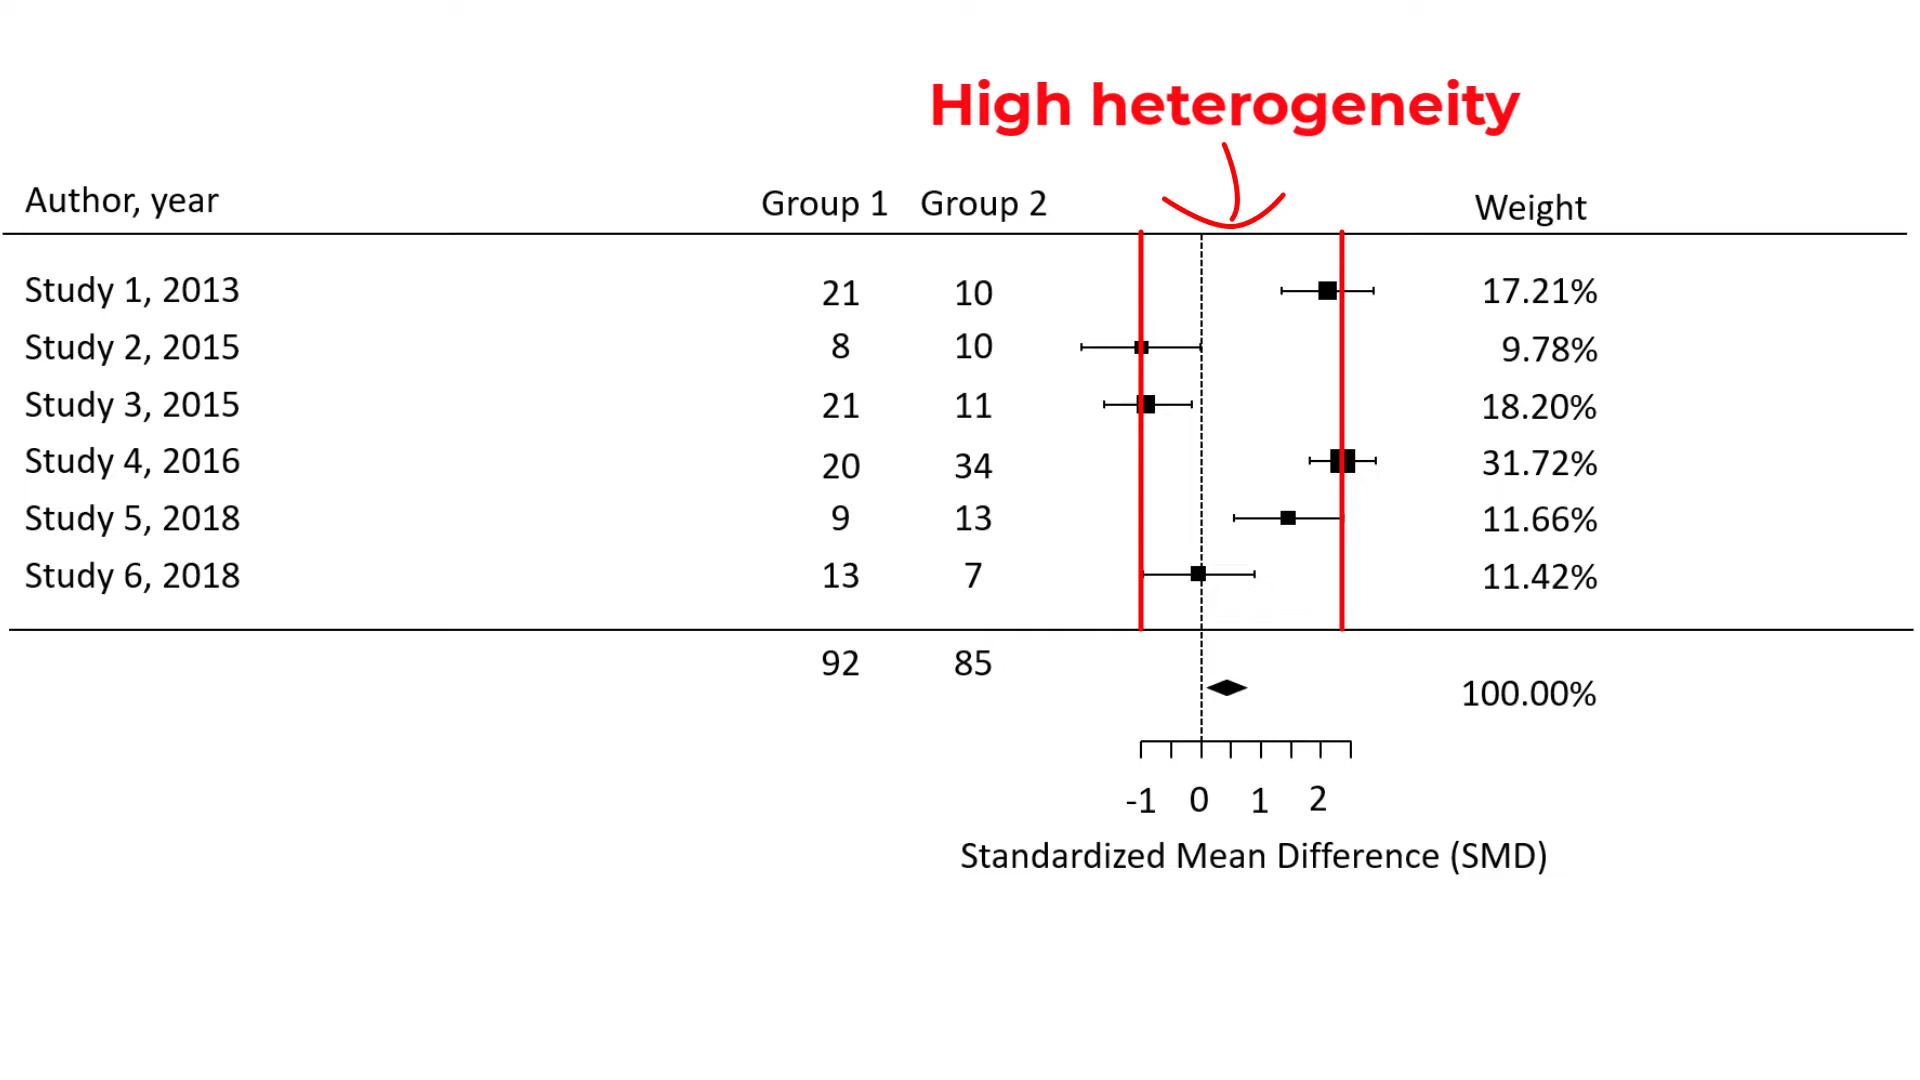 High heterogeneity
Author, year Group 1 Group 2 Weight
Study 1, 2013 21 10 17.21%
Study 2, 2015 8 10 9.78%
Study 3, 2015 21 11 18.20%
Study 4, 2016 20 34 31.72%
Study 5, 2018 9 13 11.66%
Study 6, 2018 13 7 11.42%
92 85 100.00%
-1 0 1 2
Standardized Mean Difference (SMD)